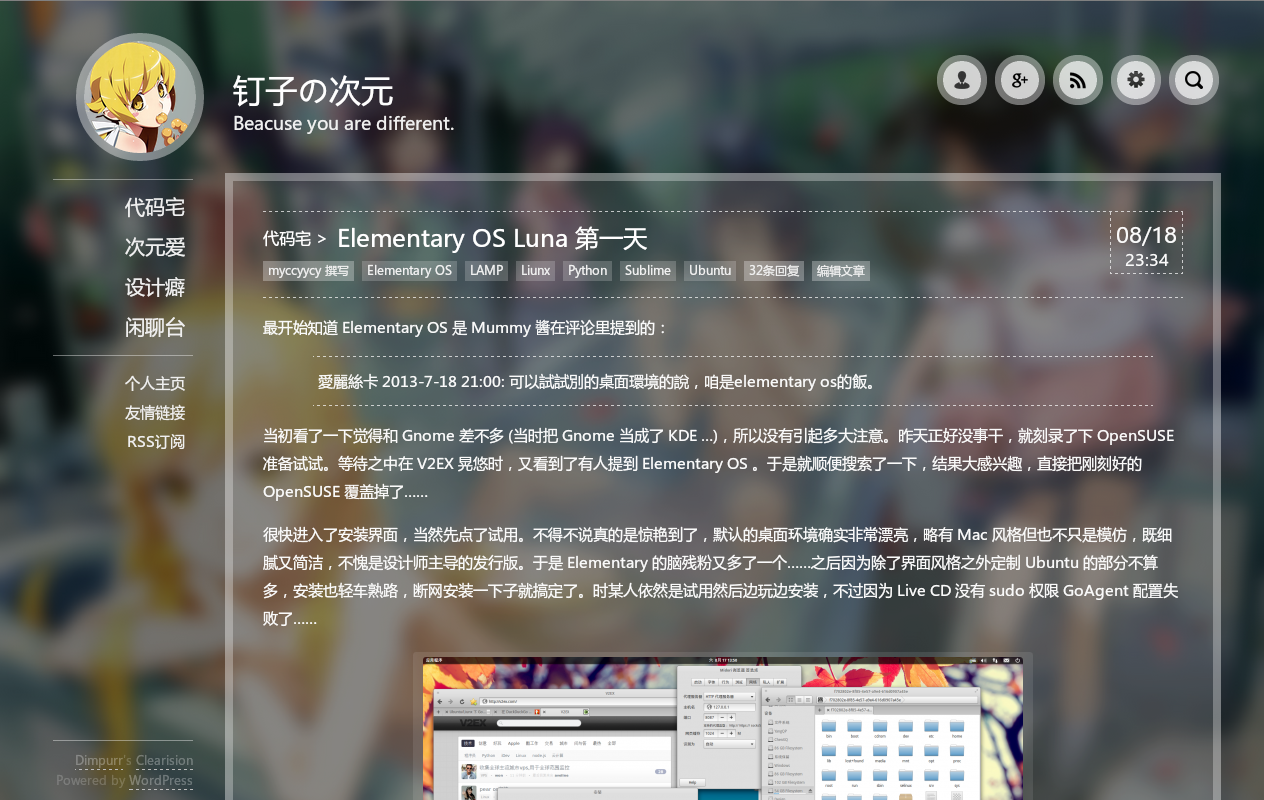 钉子の次元
Beacuse you are different.
代码宅
次元爱
设计癖
闲聊台
个人主页
友情链接
RSS订阅
代码宅 > Elementary OS Luna 第一天
08/18
23:34
myccyycy 撰写 Elementary OS LAMP Liunx Python Sublime Ubuntu 32条回复 编辑文章
最开始知道 Elementary OS 是 Mummy 酱在评论里提到的：
愛麗絲卡 2013-7-18 21:00: 可以試試別的桌面環境的說，咱是elementary os的飯。
当初看了一下觉得和 Gnome 差不多 (当时把 Gnome 当成了 KDE ...)，所以没有引起多大注意。昨天正好没事干，就刻录了下 OpenSUSE
准备试试。等待之中在 V2EX 晃悠时，又看到了有人提到 Elementary OS 。于是就顺便搜索了一下，结果大感兴趣，直接把刚刻好的
OpenSUSE 覆盖掉了……
很快进入了安装界面，当然先点了试用。不得不说真的是惊艳到了，默认的桌面环境确实非常漂亮，略有 Mac 风格但也不只是模仿，既细
腻又简洁，不愧是设计师主导的发行版。于是 Elementary 的脑残粉又多了一个……之后因为除了界面风格之外定制 Ubuntu 的部分不算
多，安装也轻车熟路，断网安装一下子就搞定了。时某人依然是试用然后边玩边安装，不过因为 Live CD 没有 sudo 权限 GoAgent 配置失
败了……
V2EX
Dimpurr's Clearision
Powered by WordPress